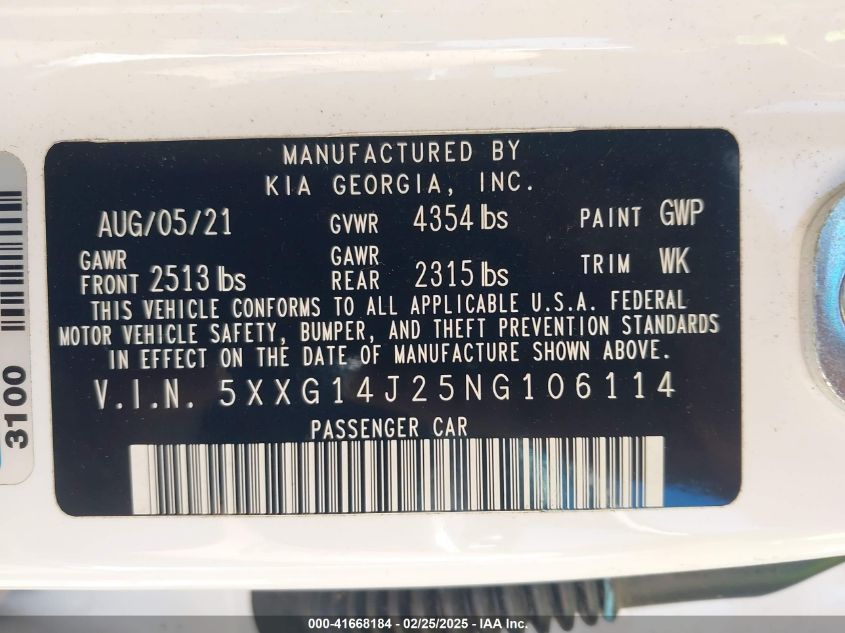 MANUFACTURED BY
KIA GEORGIA, INC.
AUG/05/21 GVWR 4354 lbs PAINT GWP
GAWR FRONT 2513 lbs GAWR REAR 2315 lbs TRIM WK
THIS VEHICLE CONFORMS TO ALL APPLICABLE U.S.A. FEDERAL
MOTOR VEHICLE SAFETY, BUMPER, AND THEFT PREVENTION STANDARDS
IN EFFECT ON THE DATE OF MANUFACTURE SHOWN ABOVE.
V.I.N. 5XXG14J25NG106114
PASSENGER CAR
3100
000-41668184 - 02/25/2025 - IAA Inc.